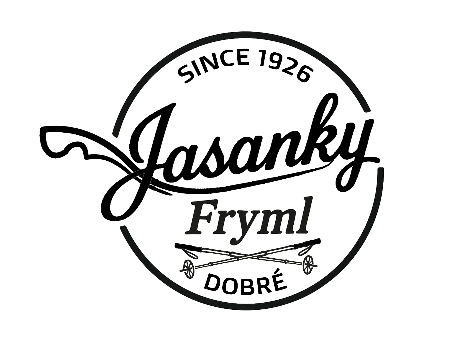 SINCE 1926
Jasanky
Fryml
DOBRÉ